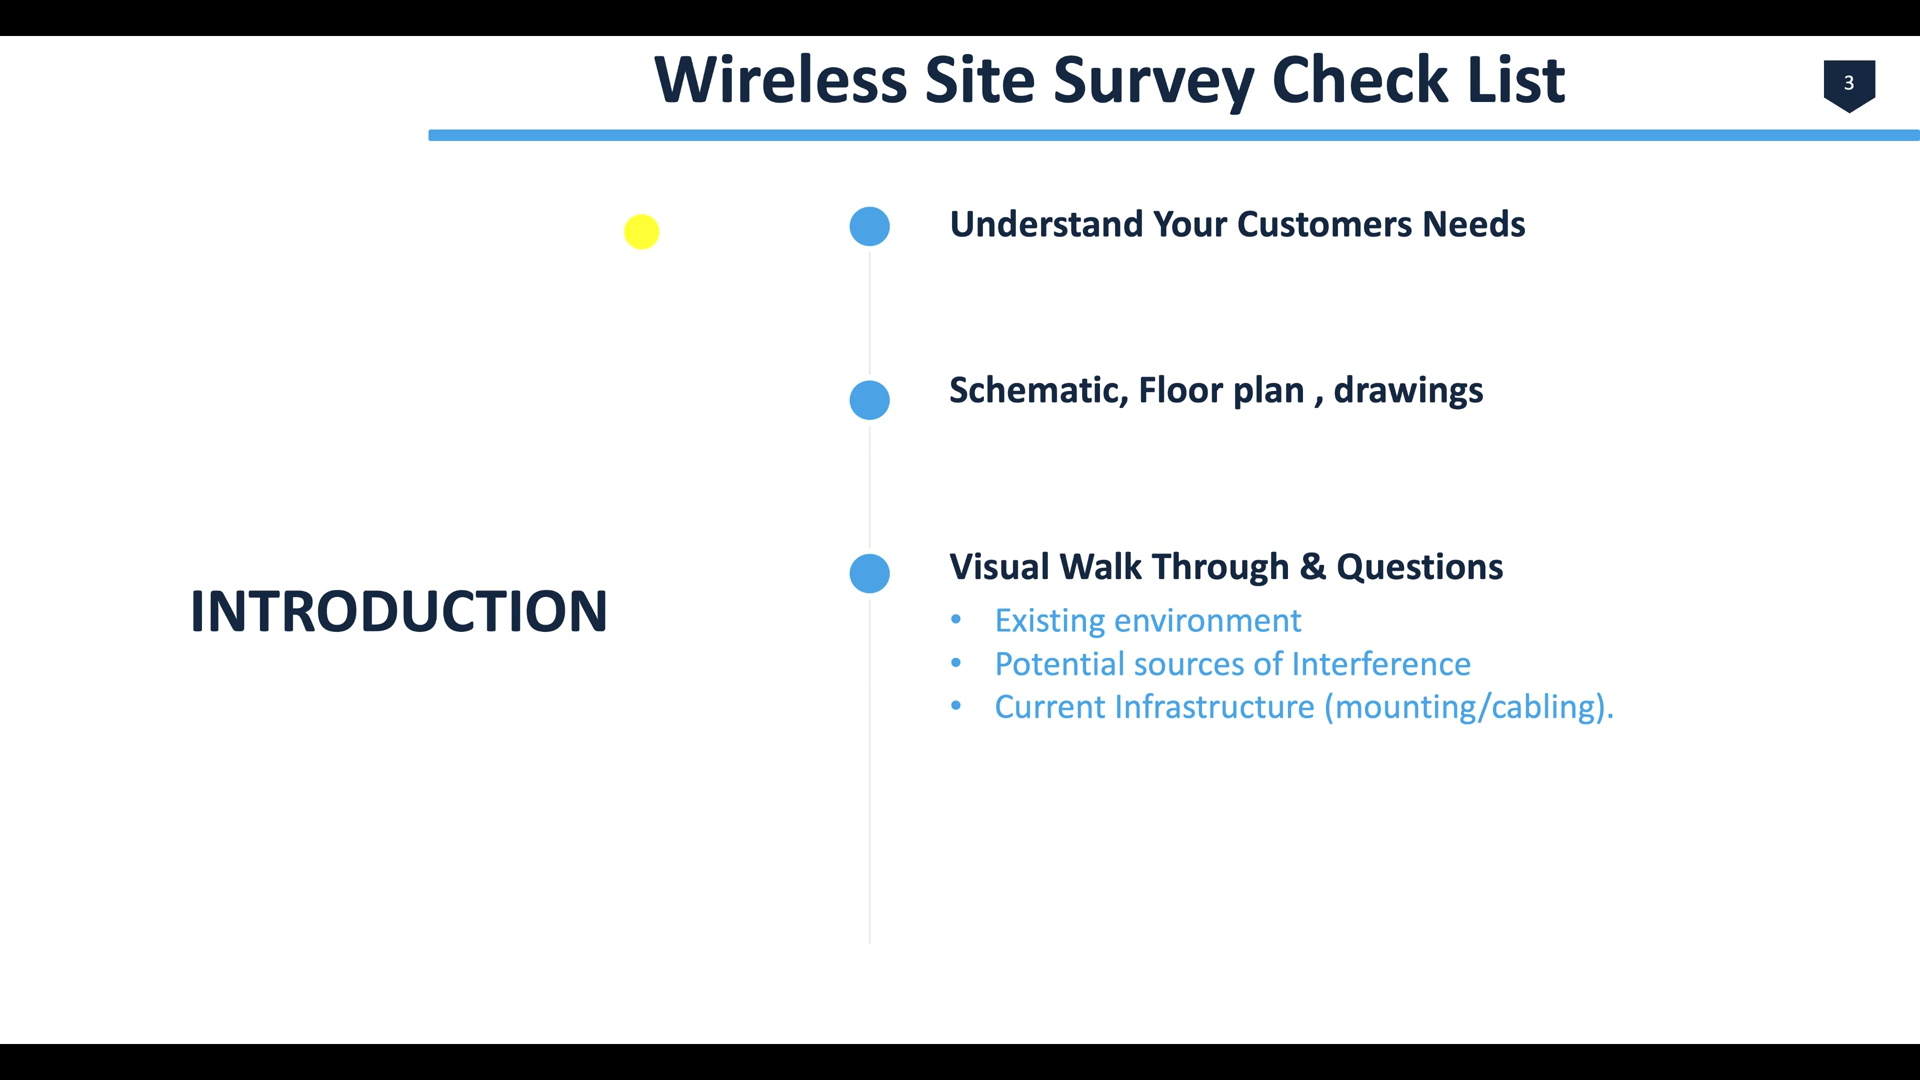 Wireless Site Survey Check List
3
Understand Your Customers Needs
Schematic, Floor plan , drawings
INTRODUCTION
Visual Walk Through & Questions
• Existing environment
• Potential sources of Interference
• Current Infrastructure (mounting/cabling).